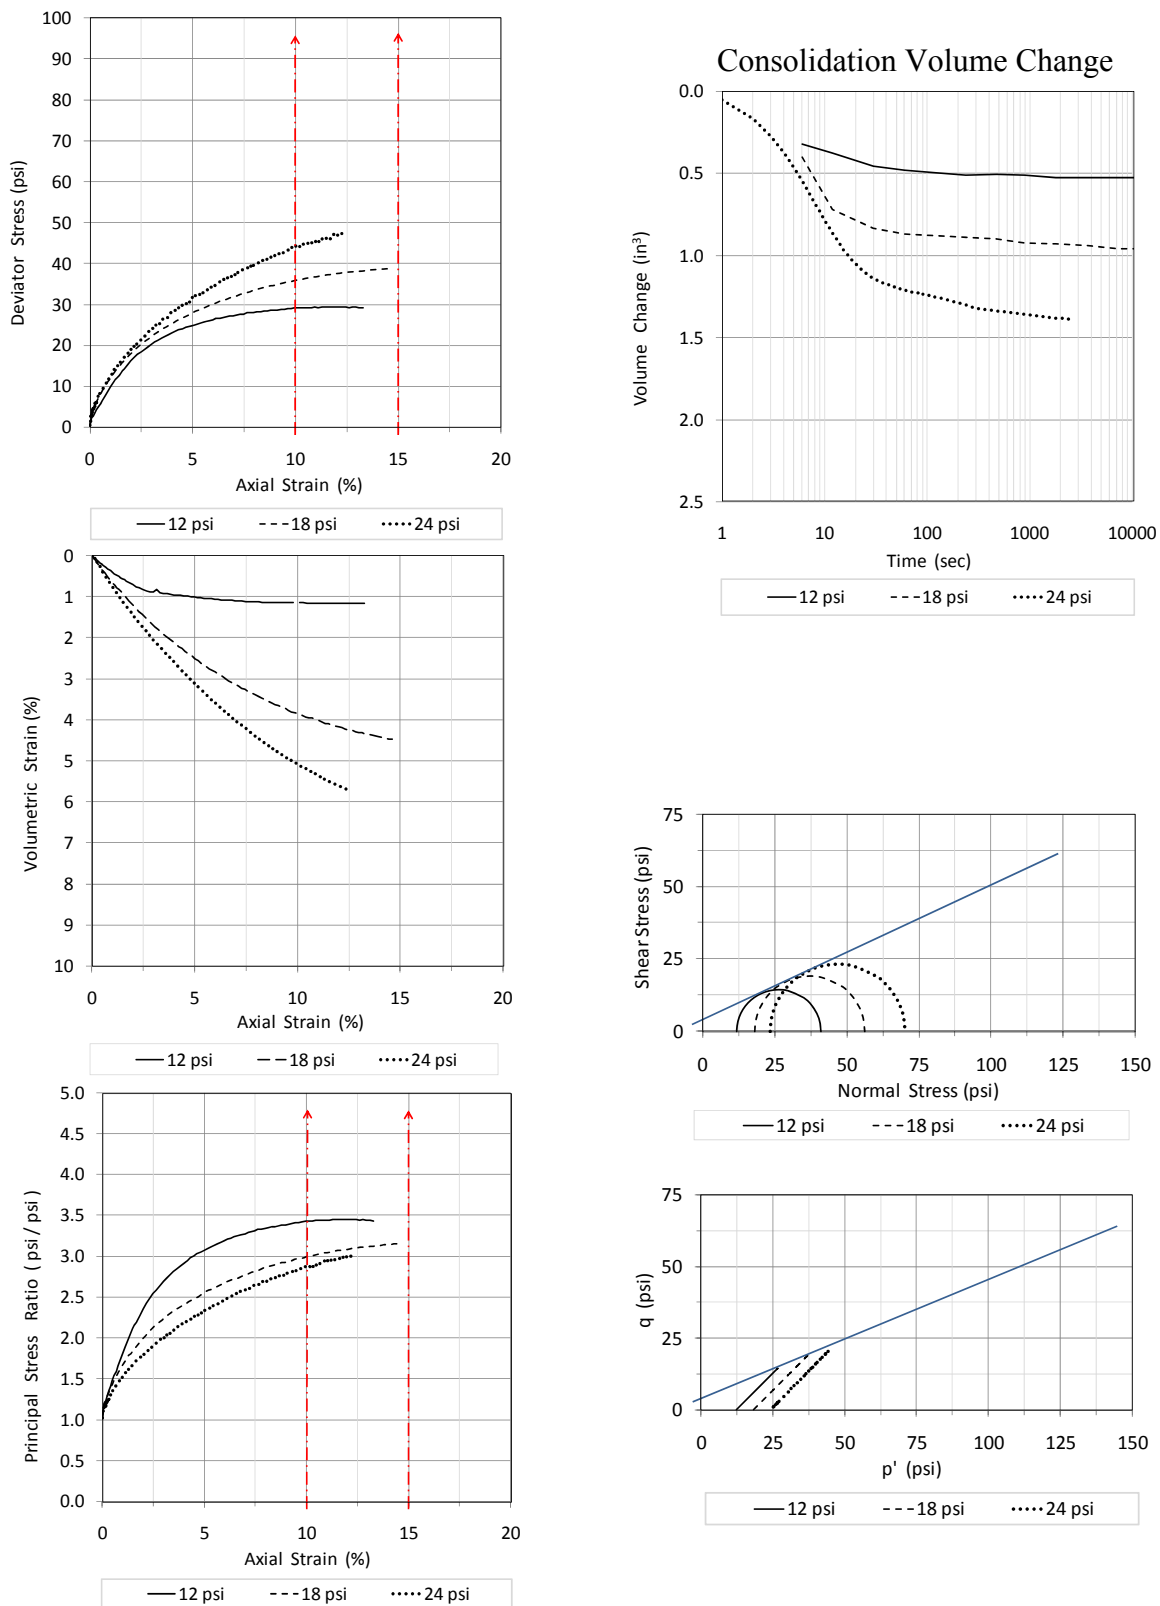 100
90
80
70
60
50
40
30
20
10
0
Deviator Stress (psi)
0 5 10 15 20
Axial Strain (%)
12 psi 18 psi 24 psi
0
1
2
3
4
5
6
7
8
9
10
Volumetric Strain (%)
0 5 10 15 20
Axial Strain (%)
12 psi 18 psi 24 psi
5.0
4.5
4.0
3.5
3.0
2.5
2.0
1.5
1.0
0.5
0.0
Principal Stress Ratio ( psi / psi )
0 5 10 15 20
Axial Strain (%)
12 psi 18 psi 24 psi
Consolidation Volume Change
0.0
0.5
1.0
1.5
2.0
2.5
Volume Change (in³)
1 10 100 1000 10000
Time (sec)
12 psi 18 psi 24 psi
75
50
25
0
Shear Stress (psi)
0 25 50 75 100 125 150
Normal Stress (psi)
12 psi 18 psi 24 psi
75
50
25
0
q (psi)
0 25 50 75 100 125 150
p' (psi)
12 psi 18 psi 24 psi